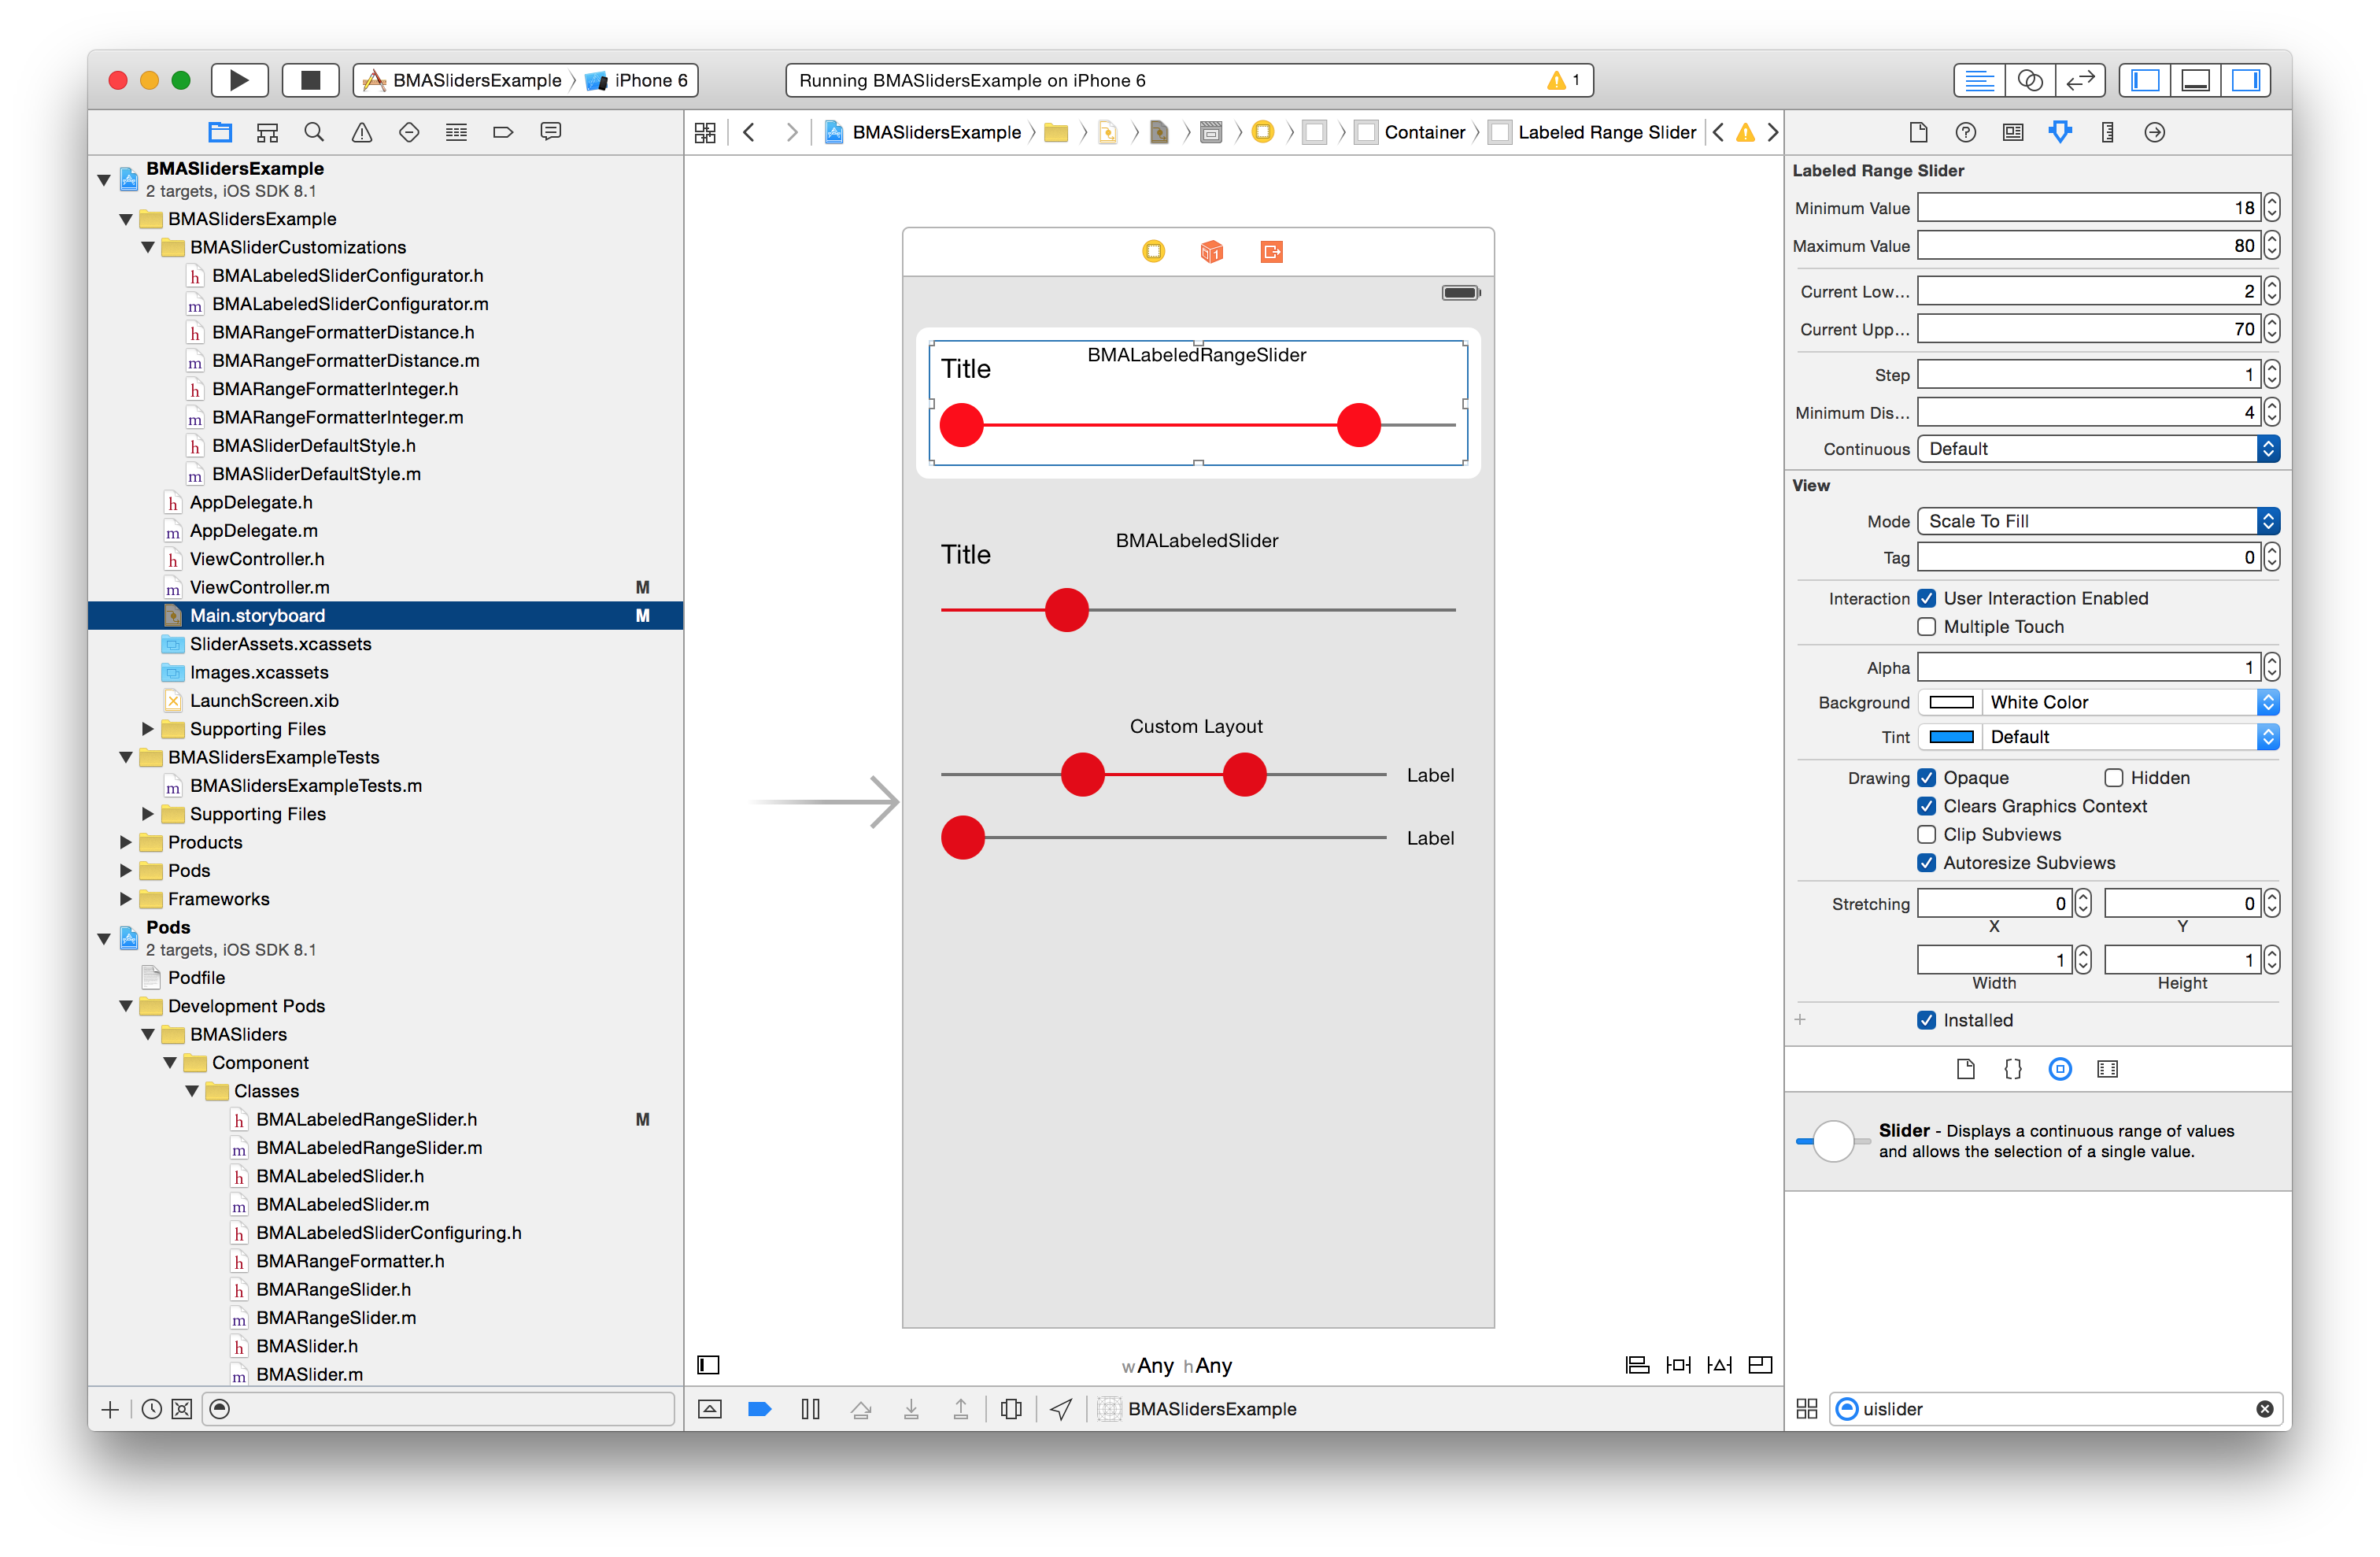 BMASlidersExample
iPhone 6
Running BMASlidersExample on iPhone 6
1
BMASlidersExample
Container
Labeled Range Slider
BMASlidersExample
2 targets, iOS SDK 8.1
BMASlidersExample
BMASliderCustomizations
h BMALabeledSliderConfigurator.h
m BMALabeledSliderConfigurator.m
h BMARangeFormatterDistance.h
m BMARangeFormatterDistance.m
h BMARangeFormatterInteger.h
m BMARangeFormatterInteger.m
h BMASliderDefaultStyle.h
m BMASliderDefaultStyle.m
h AppDelegate.h
m AppDelegate.m
h ViewController.h
m ViewController.m M
Main.storyboard M
SliderAssets.xcassets
Images.xcassets
LaunchScreen.xib
Supporting Files
BMASlidersExampleTests
m BMASlidersExampleTests.m
Supporting Files
Products
Pods
Frameworks
Pods
2 targets, iOS SDK 8.1
Podfile
Development Pods
BMASliders
Component
Classes
h BMALabeledRangeSlider.h M
m BMALabeledRangeSlider.m
h BMALabeledSlider.h
m BMALabeledSlider.m
h BMALabeledSliderConfiguring.h
h BMARangeFormatter.h
h BMARangeSlider.h
m BMARangeSlider.m
h BMASlider.h
m BMASlider.m
1
BMALabeledRangeSlider
Title
BMALabeledSlider
Title
Custom Layout
Label
Label
wAny hAny
BMASlidersExample
Labeled Range Slider
Minimum Value 18
Maximum Value 80
Current Low... 2
Current Upp... 70
Step 1
Minimum Dis... 4
Continuous Default
View
Mode Scale To Fill
Tag 0
Interaction User Interaction Enabled
Multiple Touch
Alpha 1
Background White Color
Tint Default
Drawing Opaque Hidden
Clears Graphics Context
Clip Subviews
Autoresize Subviews
Stretching 0 0
X Y
1 1
Width Height
+ Installed
{}
Slider - Displays a continuous range of values
and allows the selection of a single value.
uislider